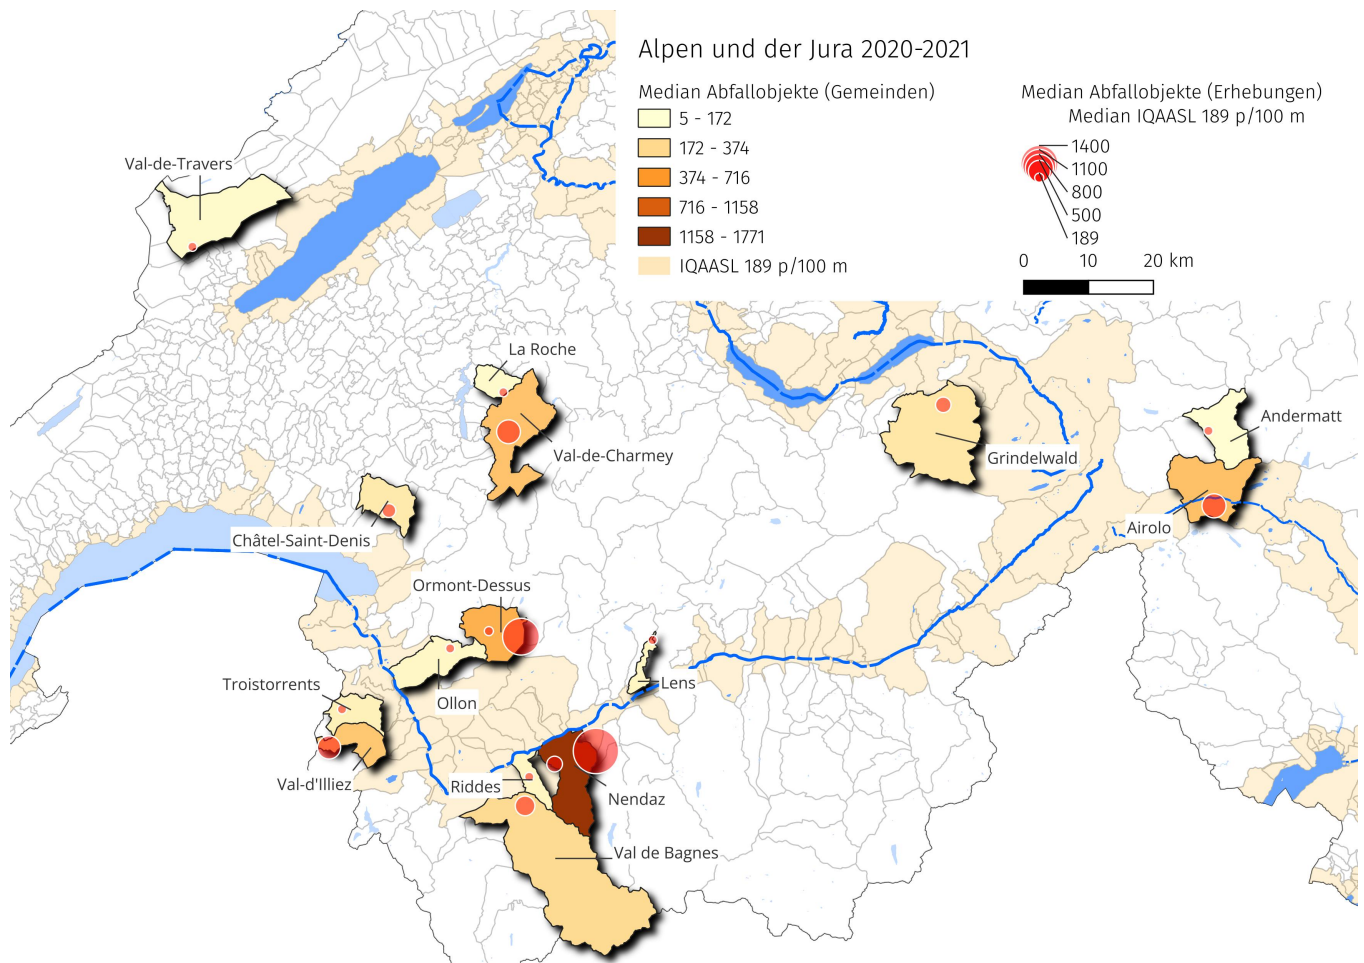 Alpen und der Jura 2020-2021
Median Abfallobjekte (Gemeinden)
5 - 172
172 - 374
374 - 716
716 - 1158
1158 - 1771
IQAASL 189 p/100 m
Median Abfallobjekte (Erhebungen)
Median IQAASL 189 p/100 m
1400
1100
800
500
189
0 10 20 km
Val-de-Travers
La Roche
Val-de-Charmey
Grindelwald
Andermatt
Airolo
Châtel-Saint-Denis
Ormont-Dessus
Ollon
Lens
Troistorrents
Val-d'Illiez
Riddes
Nendaz
Val de Bagnes